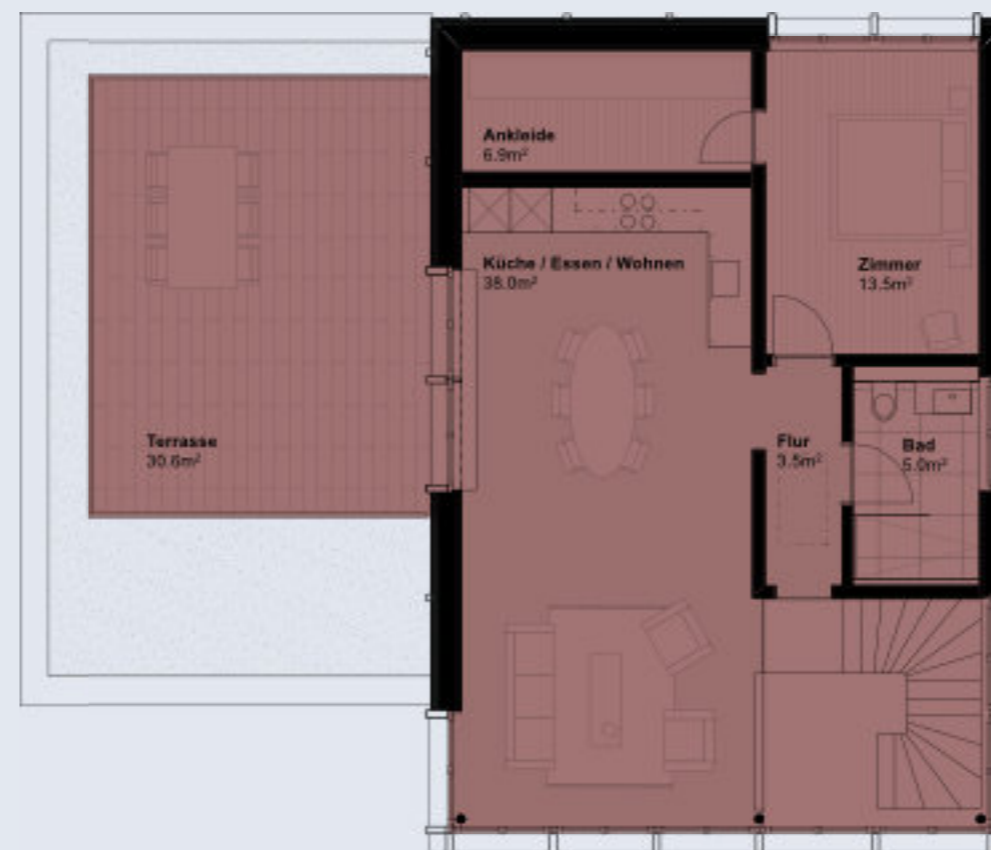 Ankleide
6.9m²
Küche / Essen / Wohnen
38.0m²
Zimmer
13.5m²
Terrasse
30.6m²
Flur
3.5m²
Bad
5.0m²